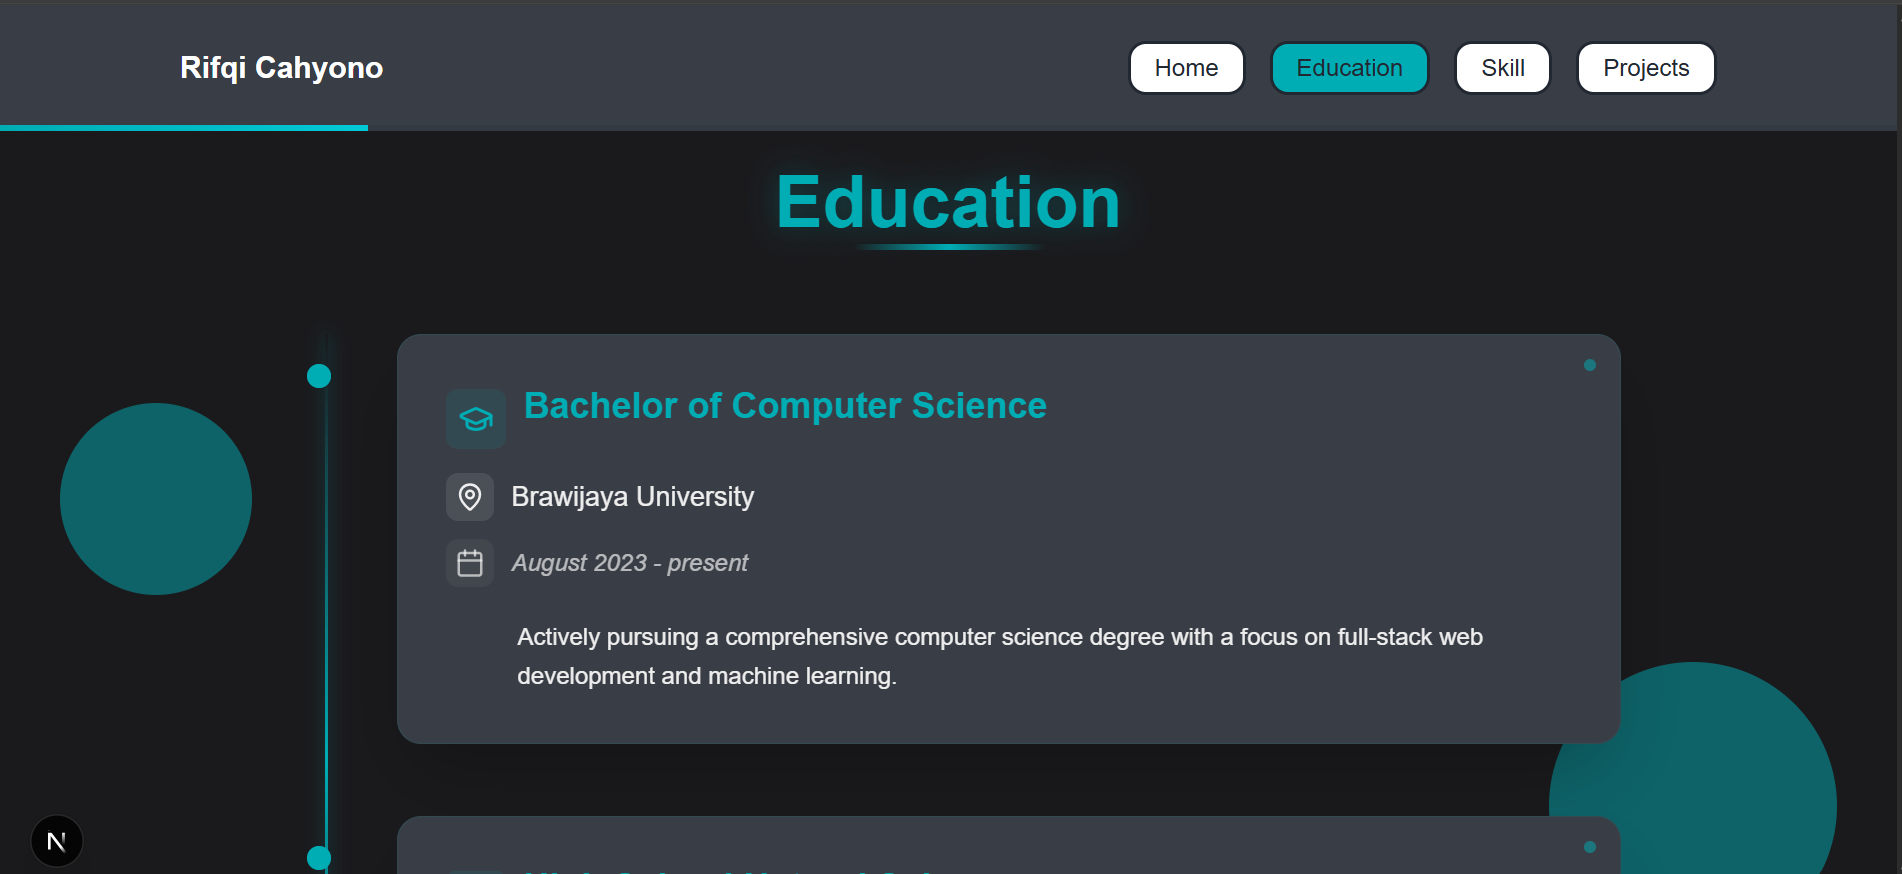 Rifqi Cahyono
Home
Education
Skill
Projects
Education
Bachelor of Computer Science
Brawijaya University
August 2023 - present
Actively pursuing a comprehensive computer science degree with a focus on full-stack web
development and machine learning.
N